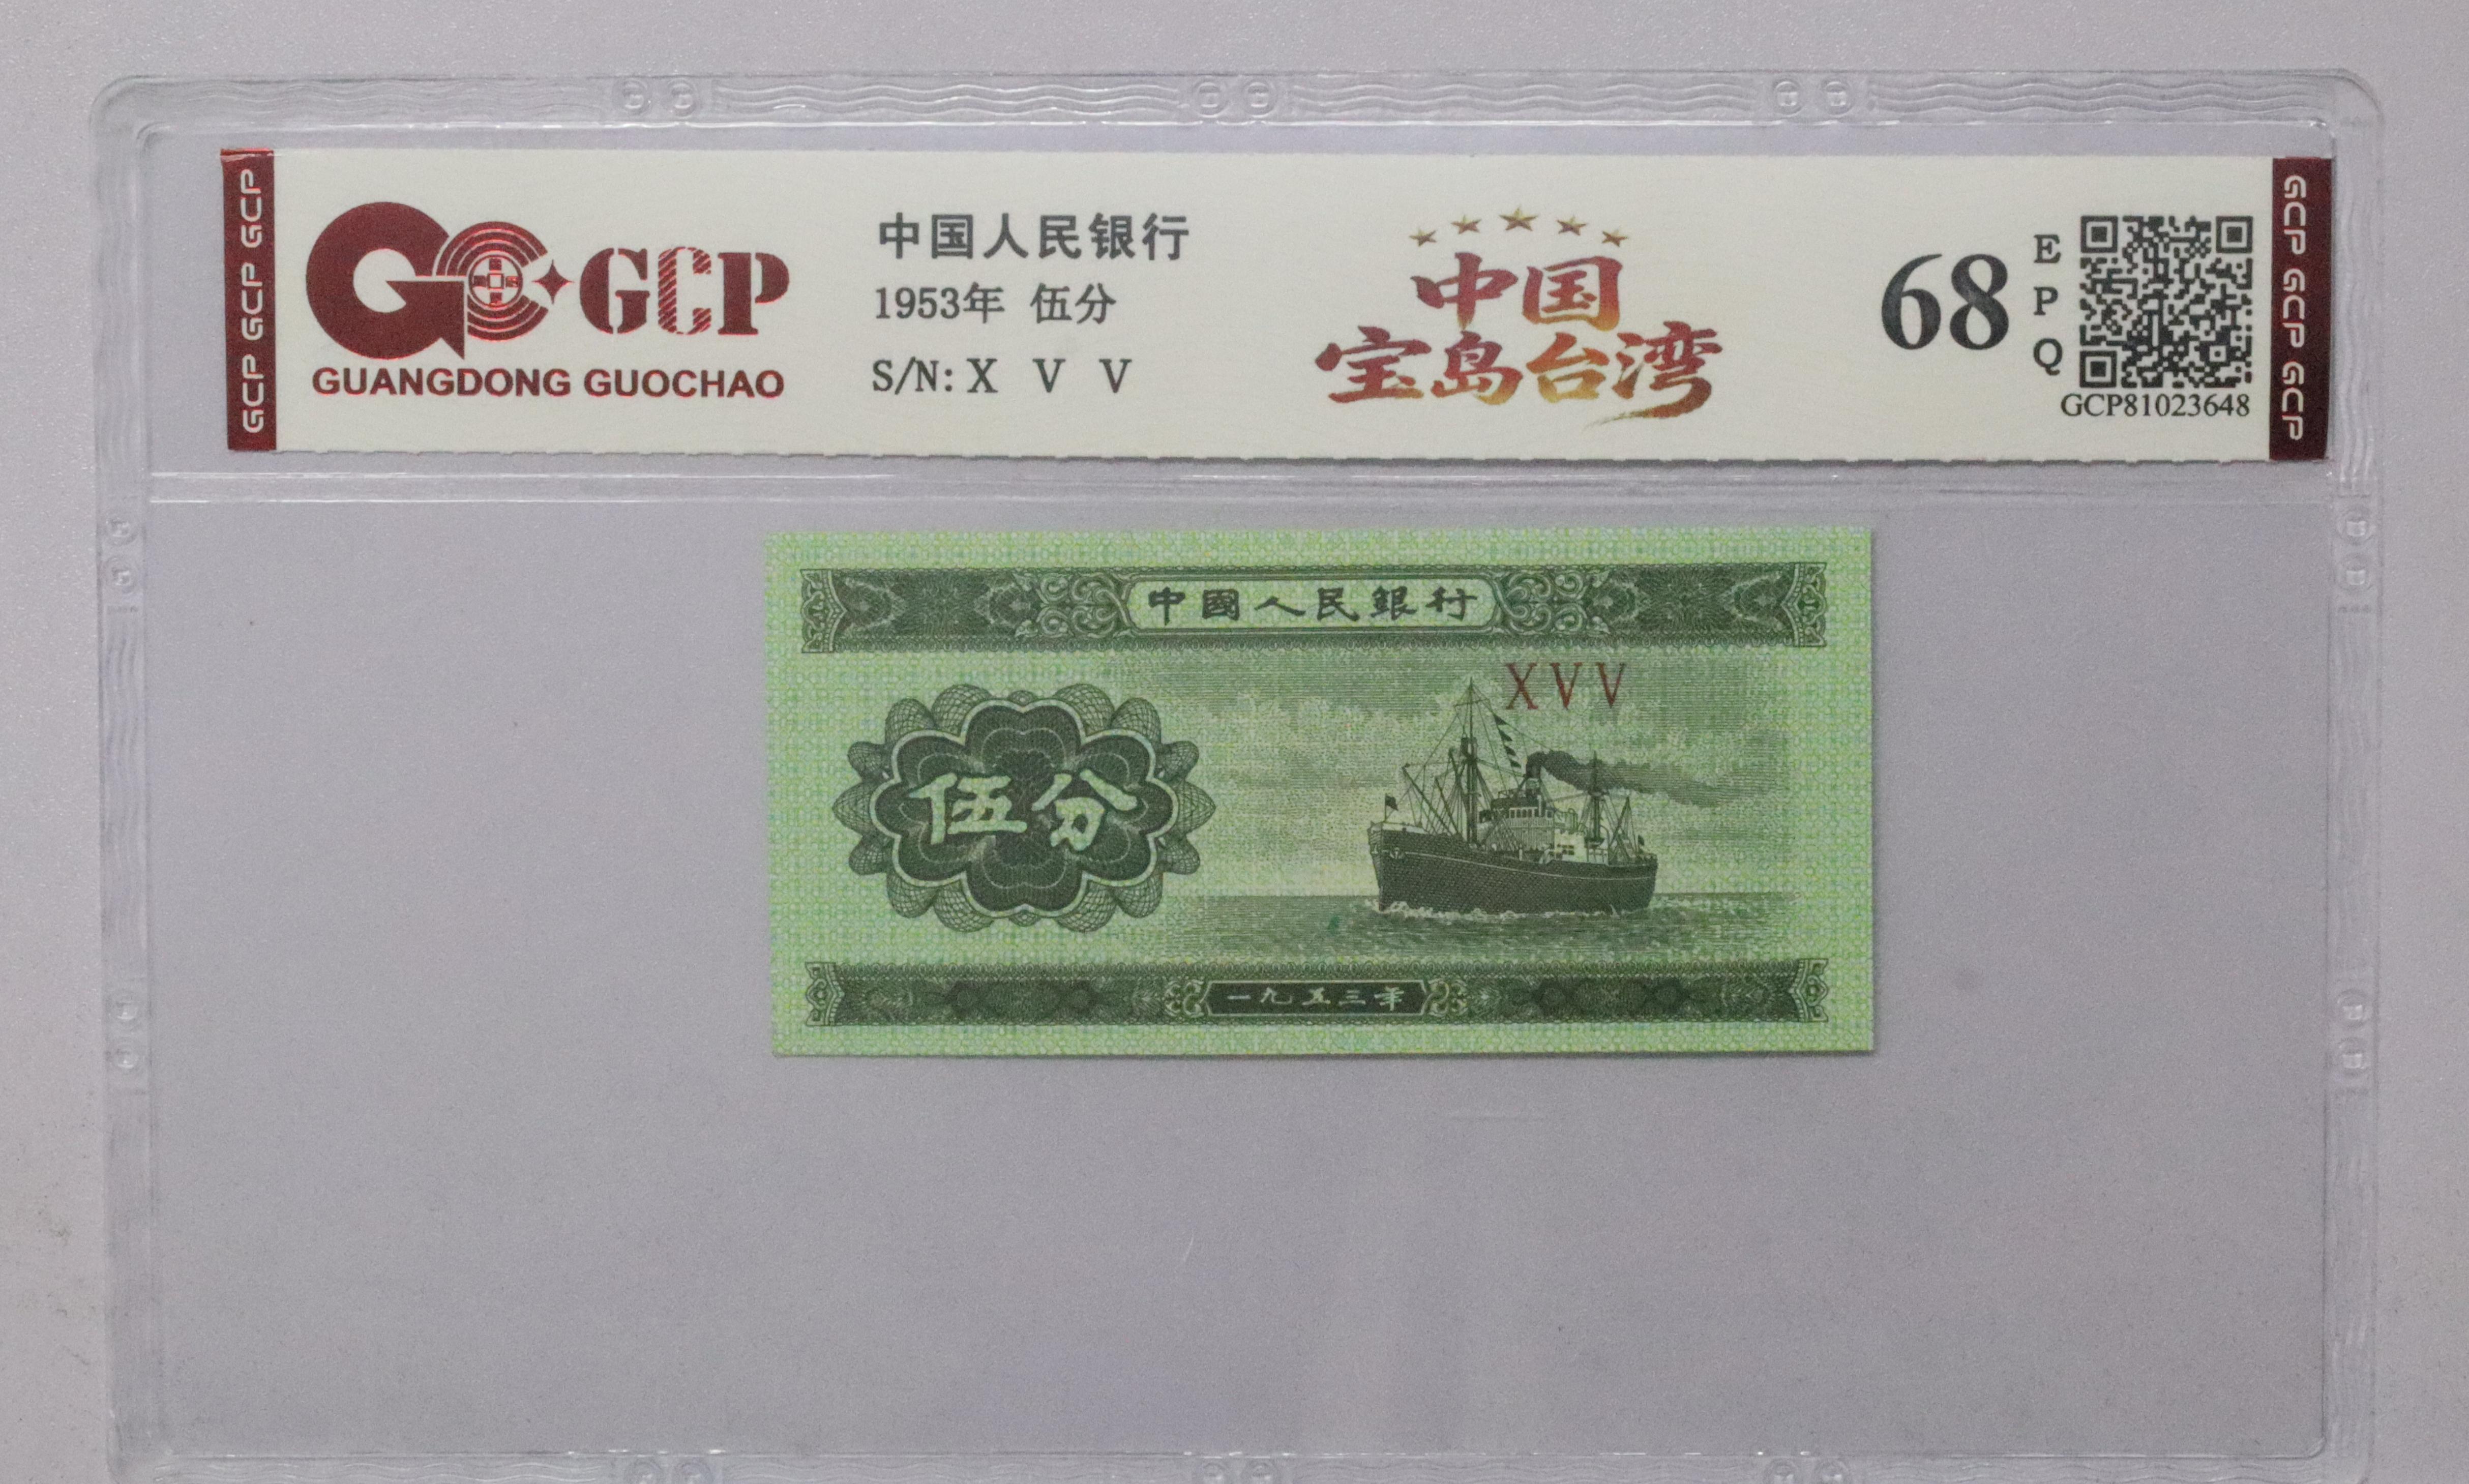 GCP GCP GCP
GCP
GUANGDONG GUOCHAO
中国人民银行
1953年 伍分
S/N: X V V
中国
宝岛台湾
68
EPQ
GCP81023648
GCP GCP GCP
中國人民銀行
XVV
伍分
一九五三年